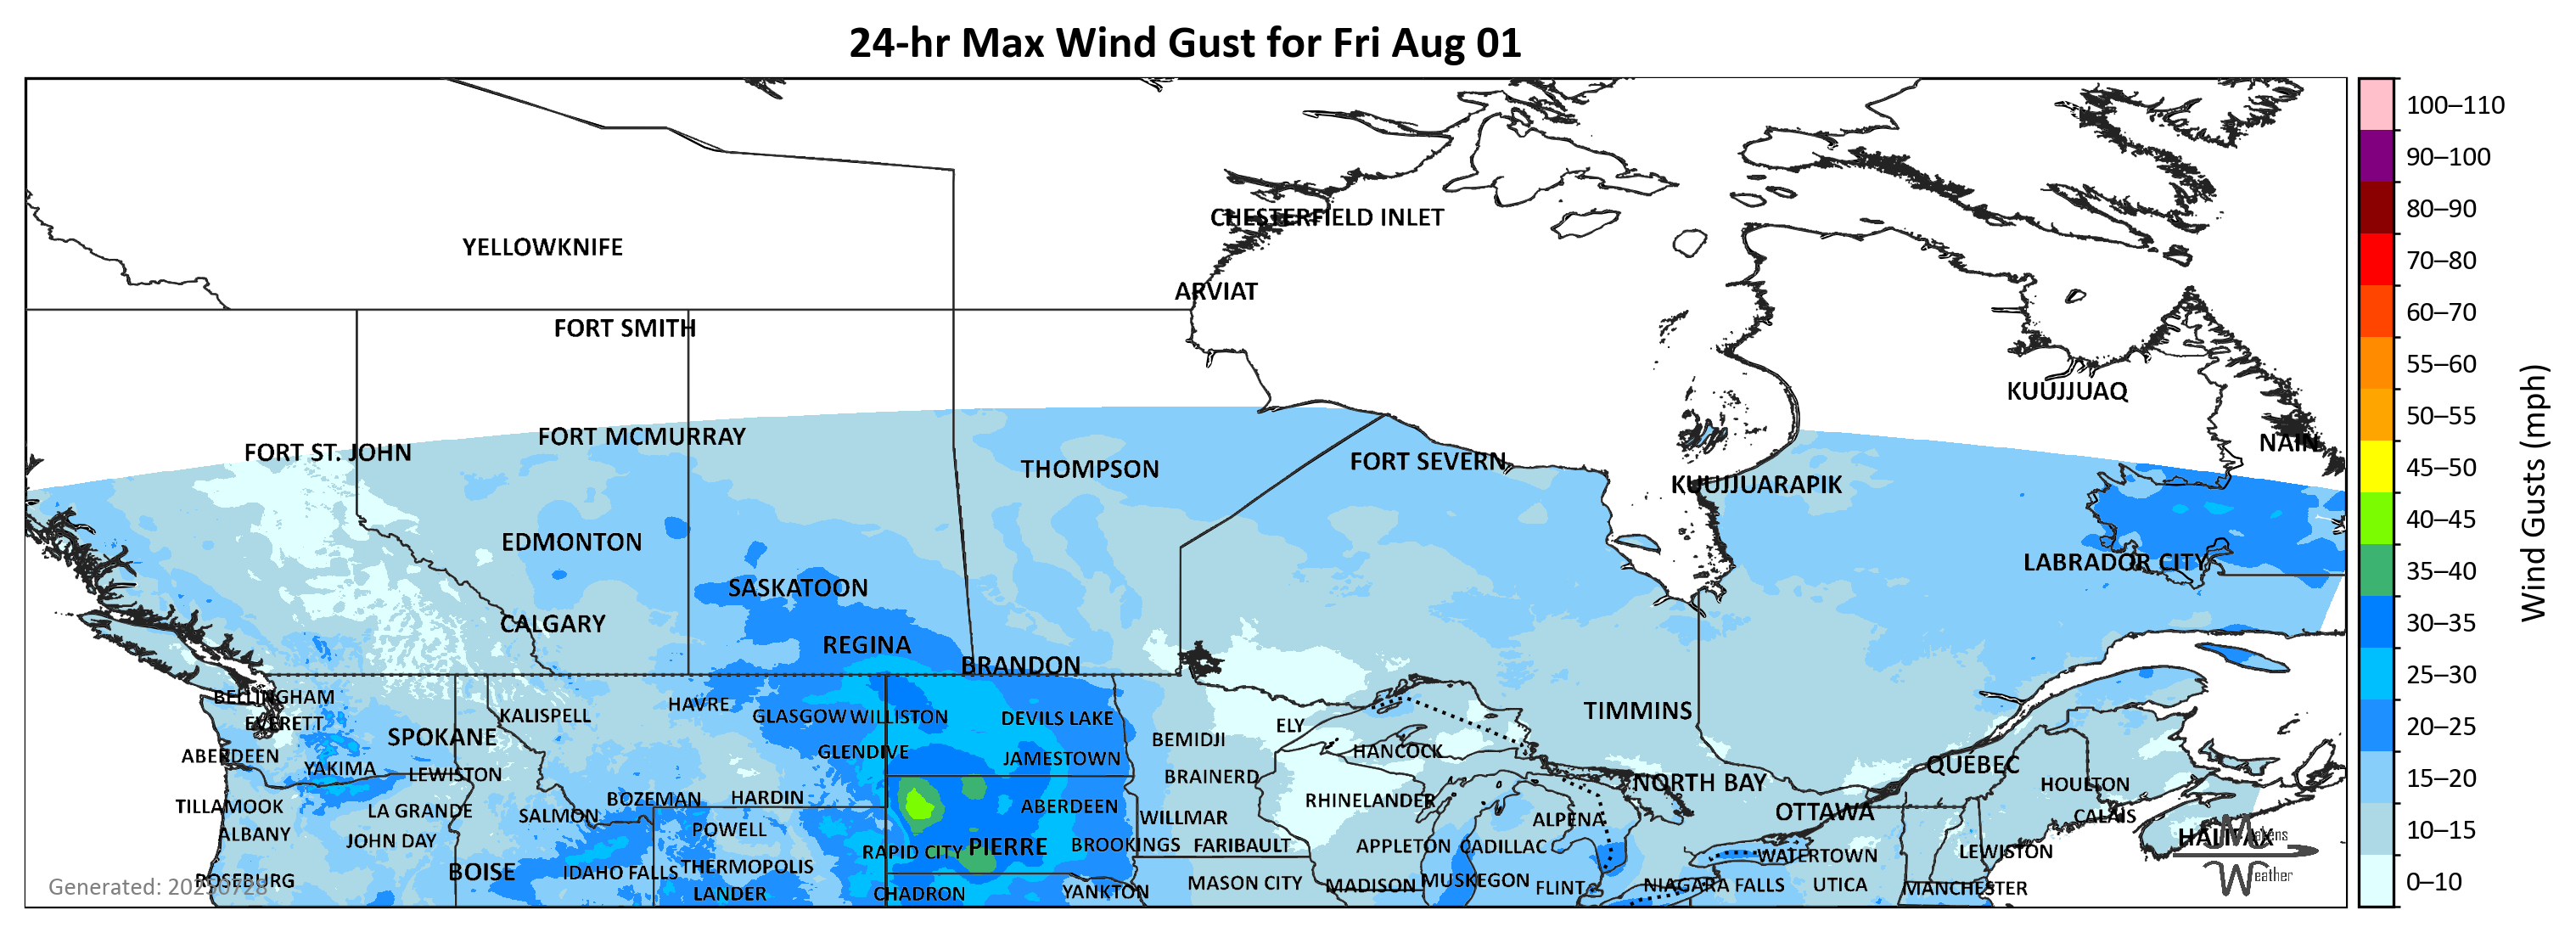 24-hr Max Wind Gust for Fri Aug 01
100–110
90–100
CHESTERFIELD INLET
80–90
YELLOWKNIFE
70–80
ARVIAT
60–70
FORT SMITH
55–60
KUUJJUAQ
50–55
FORT MCMURRAY
NAIN
FORT ST. JOHN
FORT SEVERN
THOMPSON
45–50
KUUJJUARAPIK
40–45
EDMONTON
LABRADOR CITY
35–40
Wind Gusts (mph)
SASKATOON
CALGARY
30–35
REGINA
BRANDON
25–30
BELLINGHAM
HAVRE
TIMMINS
KALISPELL
GLASGOW
WILLISTON
DEVILS LAKE
EVERETT
ELY
20–25
SPOKANE
BEMIDJI
HANCOCK
GLENDIVE
ABERDEEN
JAMESTOWN
QUEBEC
YAKIMA
LEWISTON
BRAINERD
15–20
NORTH BAY
HOULTON
BOZEMAN
HARDIN
RHINELANDER
TILLAMOOK
ABERDEEN
LA GRANDE
OTTAWA
SALMON
CALAIS
WILLMAR
ALPENA
10–15
POWELL
ALBANY
HALIFAX
Makens
JOHN DAY
BROOKINGS
FARIBAULT
APPLETON
CADILLAC
PIERRE
RAPID CITY
LEWISTON
WATERTOWN
THERMOPOLIS
BOISE
IDAHO FALLS
Weather
ROSEBURG
MUSKEGON
0–10
MASON CITY
MADISON
NIAGARA FALLS
UTICA
Generated: 20250728
FLINT
MANCHESTER
YANKTON
LANDER
CHADRON